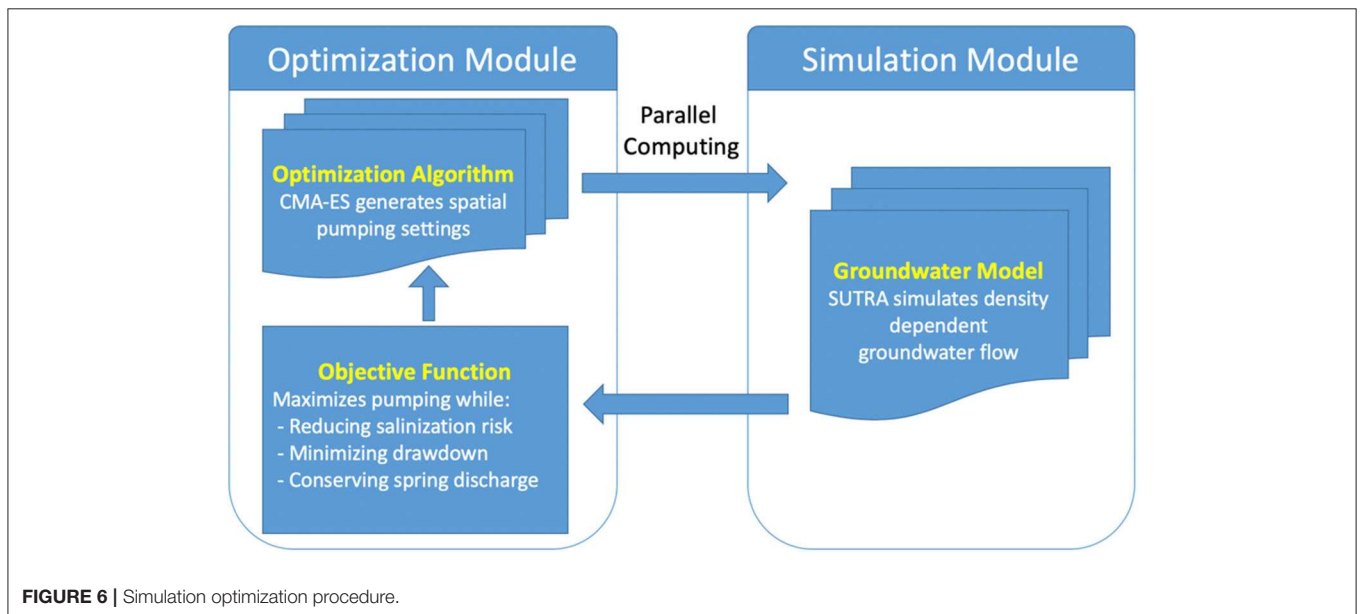 Optimization Module
Optimization Algorithm
CMA-ES generates spatial
pumping settings
Objective Function
Maximizes pumping while:
- Reducing salinization risk
- Minimizing drawdown
- Conserving spring discharge
Parallel
Computing
Simulation Module
Groundwater Model
SUTRA simulates density
dependent
groundwater flow
FIGURE 6 | Simulation optimization procedure.